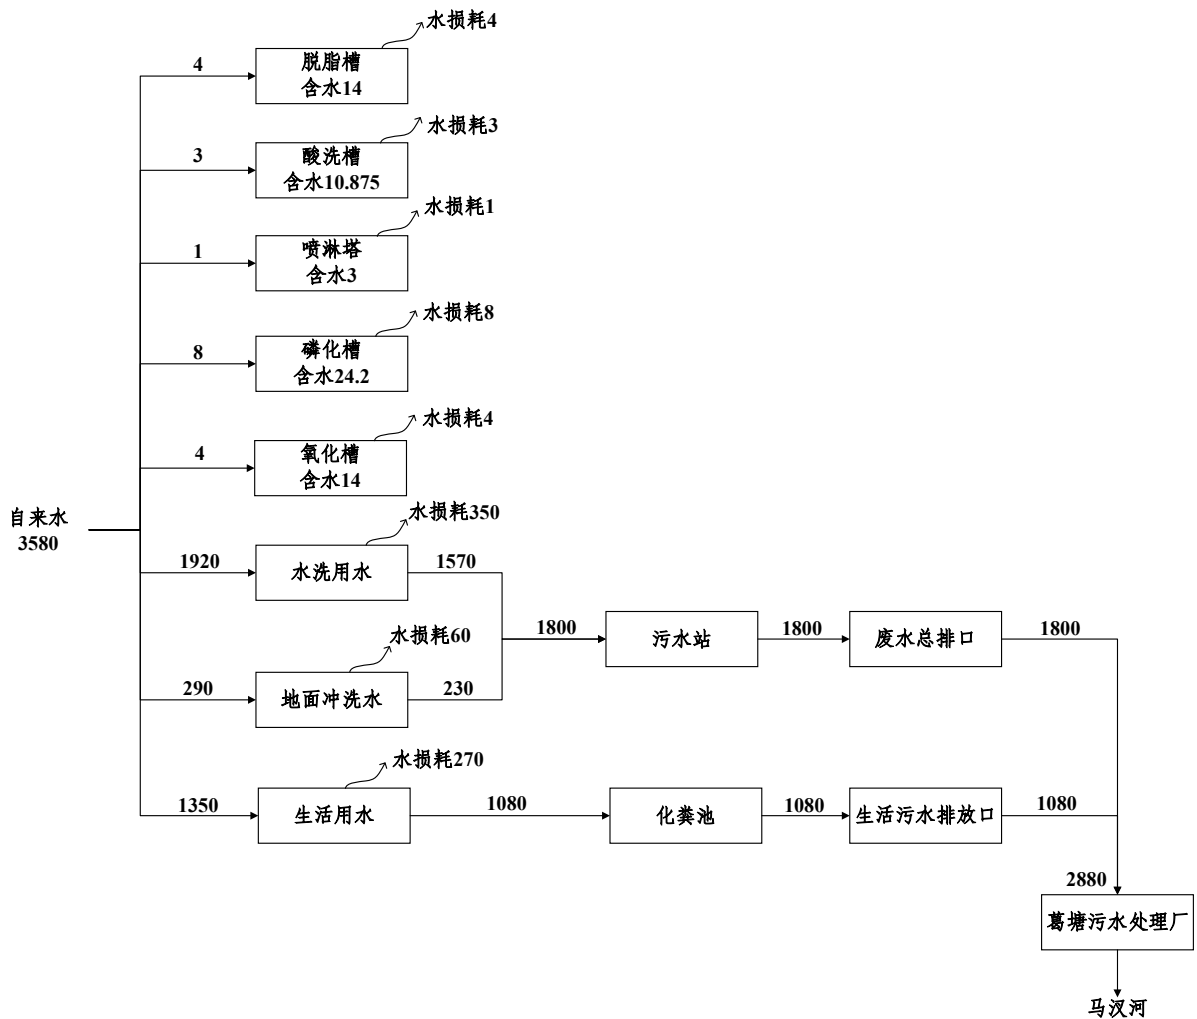 水损耗4
4
脱脂槽
含水14
水损耗3
3
酸洗槽
含水10.875
水损耗1
1
喷淋塔
含水3
水损耗8
8
磷化槽
含水24.2
水损耗4
4
氧化槽
含水14
自来水
3580
水损耗350
1920
水洗用水
1570
水损耗60
290
地面冲洗水
230
1800
污水站
1800
废水总排口
1800
水损耗270
1350
生活用水
1080
化粪池
1080
生活污水排放口
1080
2880
葛塘污水处理厂
马汊河